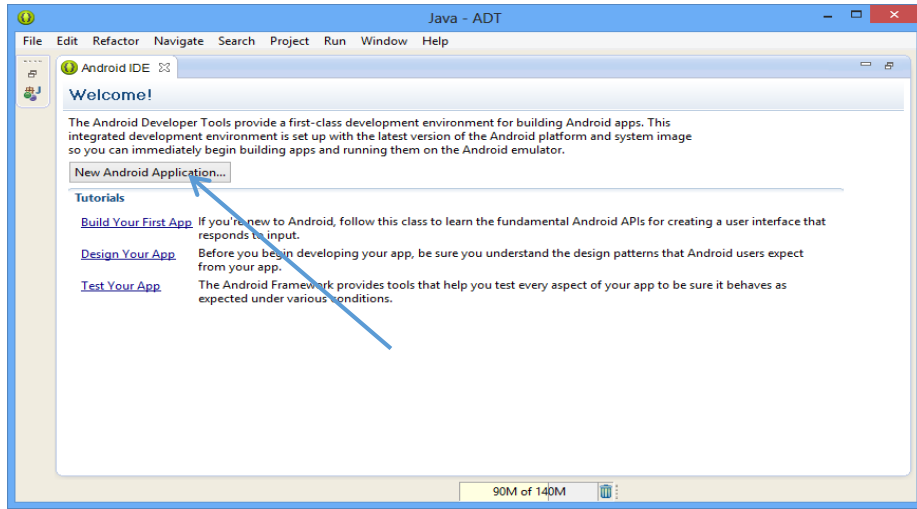 Java - ADT
File Edit Refactor Navigate Search Project Run Window Help
Android IDE
J
Welcome!
The Android Developer Tools provide a first-class development environment for building Android apps. This
integrated development environment is set up with the latest version of the Android platform and system image
so you can immediately begin building apps and running them on the Android emulator.
New Android Application...
Tutorials
Build Your First App If you're new to Android, follow this class to learn the fundamental Android APIs for creating a user interface that
responds to input.
Design Your App Before you begin developing your app, be sure you understand the design patterns that Android users expect
from your app.
Test Your App The Android Framework provides tools that help you test every aspect of your app to be sure it behaves as
expected under various conditions.
90M of 140M